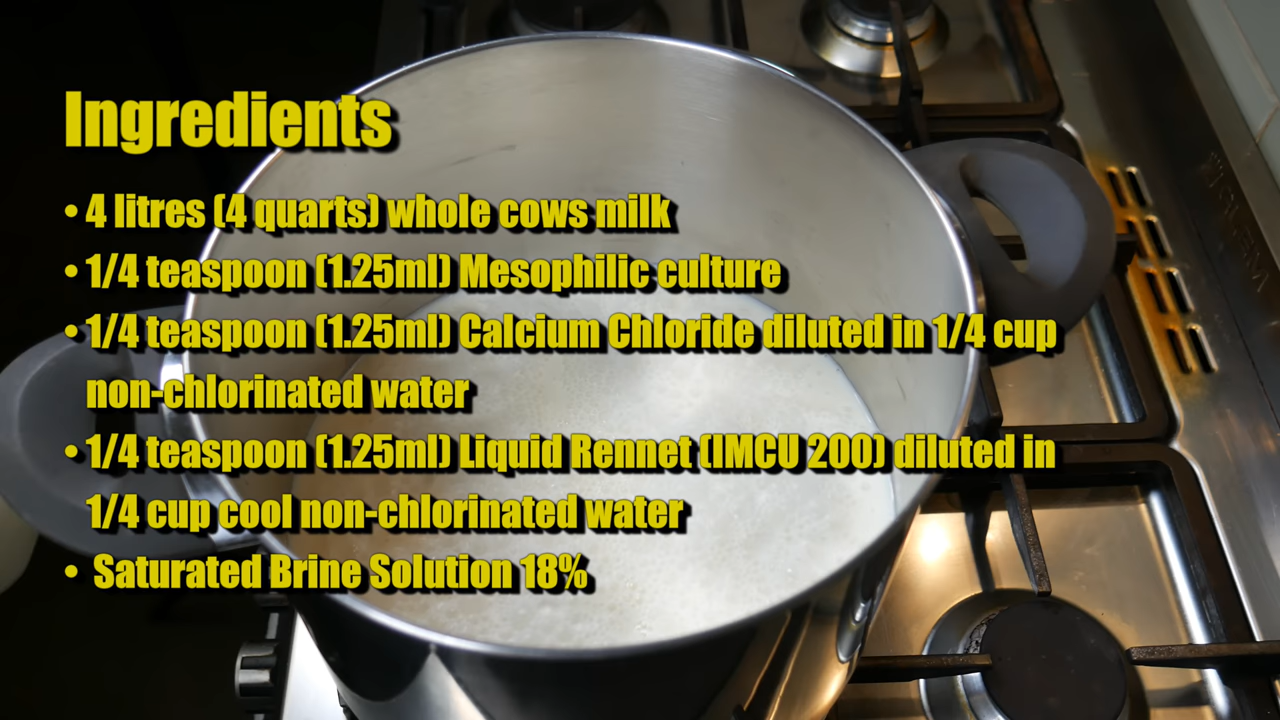 Ingredients
• 4 litres (4 quarts) whole cows milk
• 1/4 teaspoon (1.25ml) Mesophilic culture
• 1/4 teaspoon (1.25ml) Calcium Chloride diluted in 1/4 cup
non-chlorinated water
• 1/4 teaspoon (1.25ml) Liquid Rennet (IMCU 200) diluted in
1/4 cup cool non-chlorinated water
• Saturated Brine Solution 18%